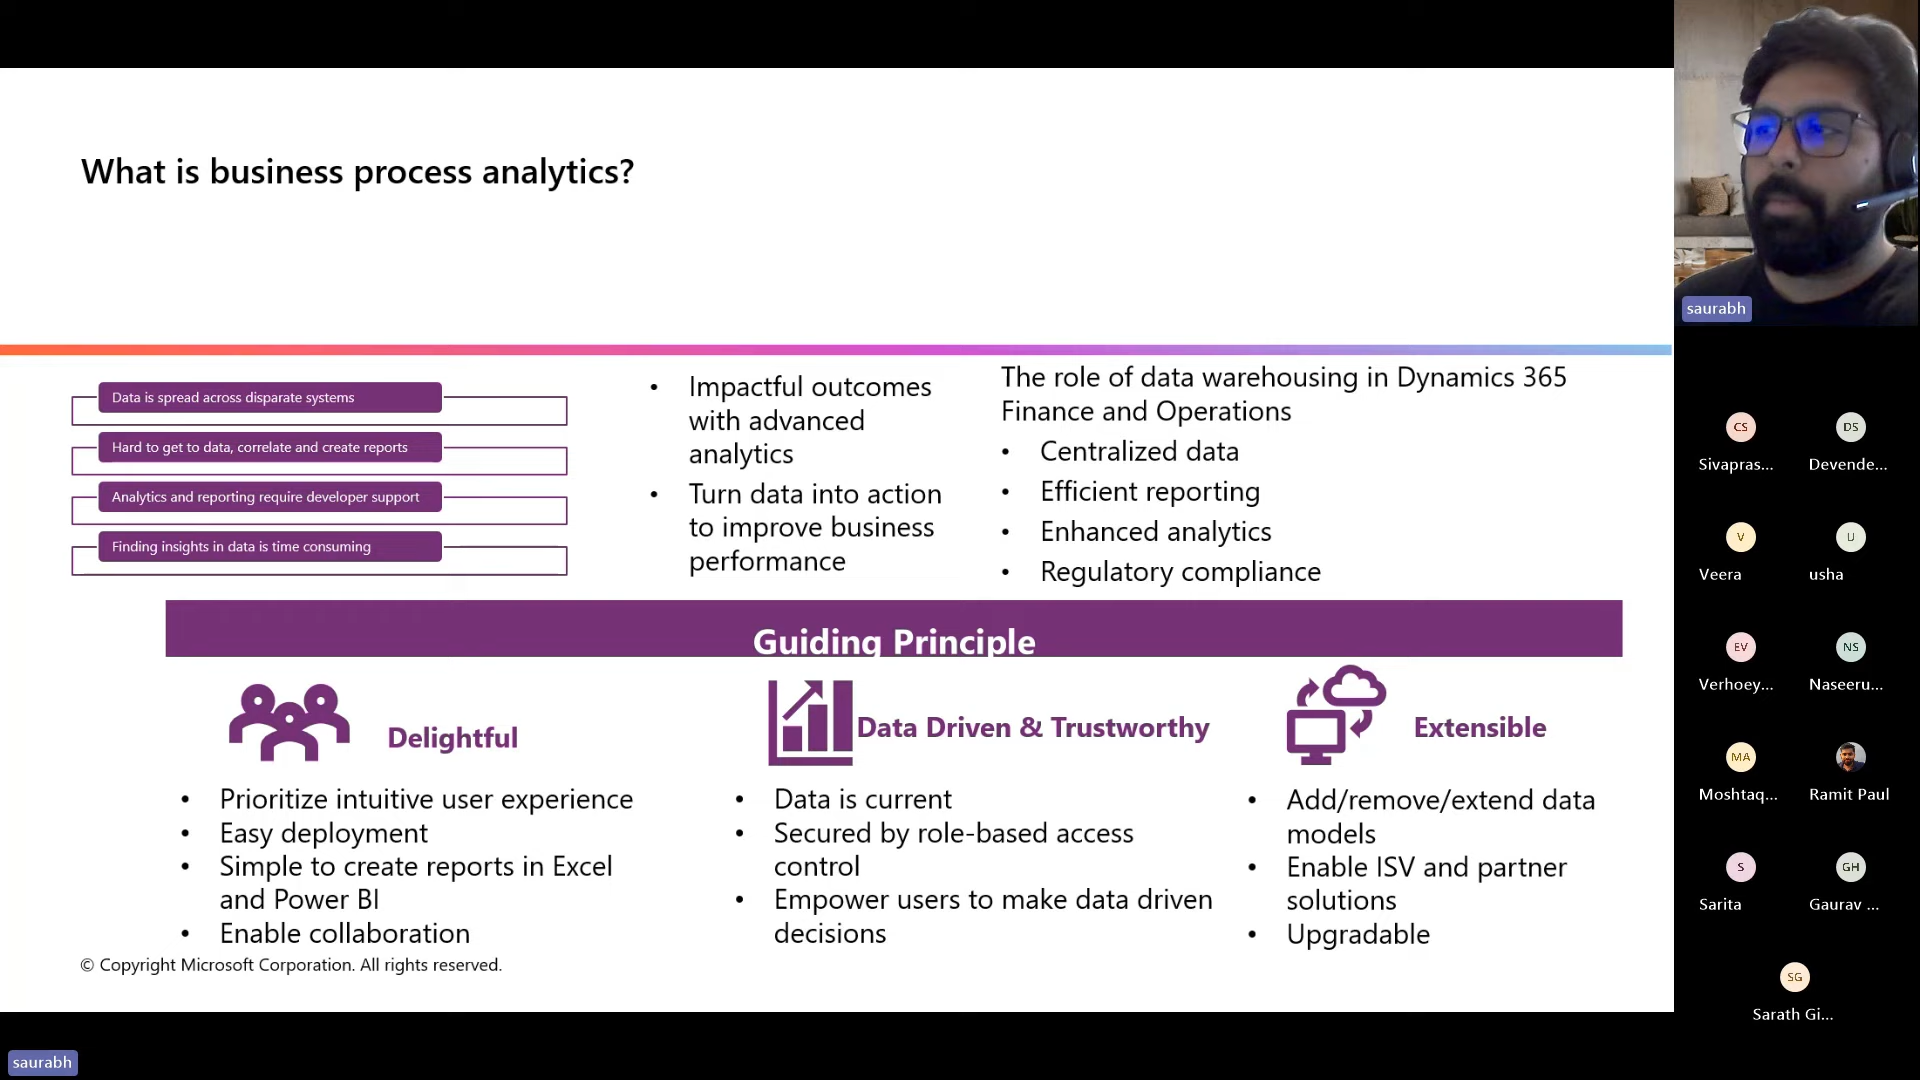 What is business process analytics?
Data is spread across disparate systems
Hard to get to data, correlate and create reports
Analytics and reporting require developer support
Finding insights in data is time consuming
• Impactful outcomes
with advanced
analytics
• Turn data into action
to improve business
performance
The role of data warehousing in Dynamics 365
Finance and Operations
• Centralized data
• Efficient reporting
• Enhanced analytics
• Regulatory compliance
Guiding Principle
Delightful
• Prioritize intuitive user experience
• Easy deployment
• Simple to create reports in Excel
and Power BI
• Enable collaboration
Data Driven & Trustworthy
• Data is current
• Secured by role-based access
control
• Empower users to make data driven
decisions
Extensible
• Add/remove/extend data
models
• Enable ISV and partner
solutions
• Upgradable
© Copyright Microsoft Corporation. All rights reserved.
saurabh
saurabh
CS
Sivapras...
DS
Devende...
V
Veera
U
usha
EV
Verhoey...
NS
Naseeru...
MA
Moshtaq...
Ramit Paul
S
Sarita
GH
Gaurav ...
SG
Sarath Gi...